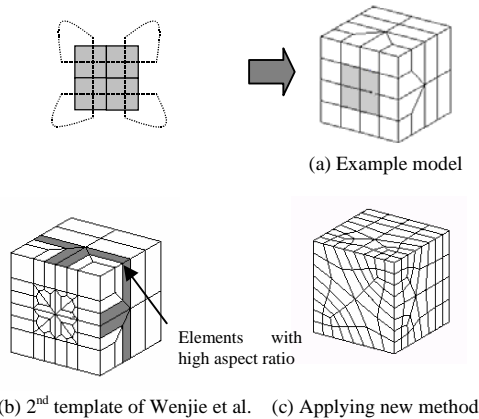 (a) Example model
Elements with
high aspect ratio
(b) 2nd template of Wenjie et al. (c) Applying new method